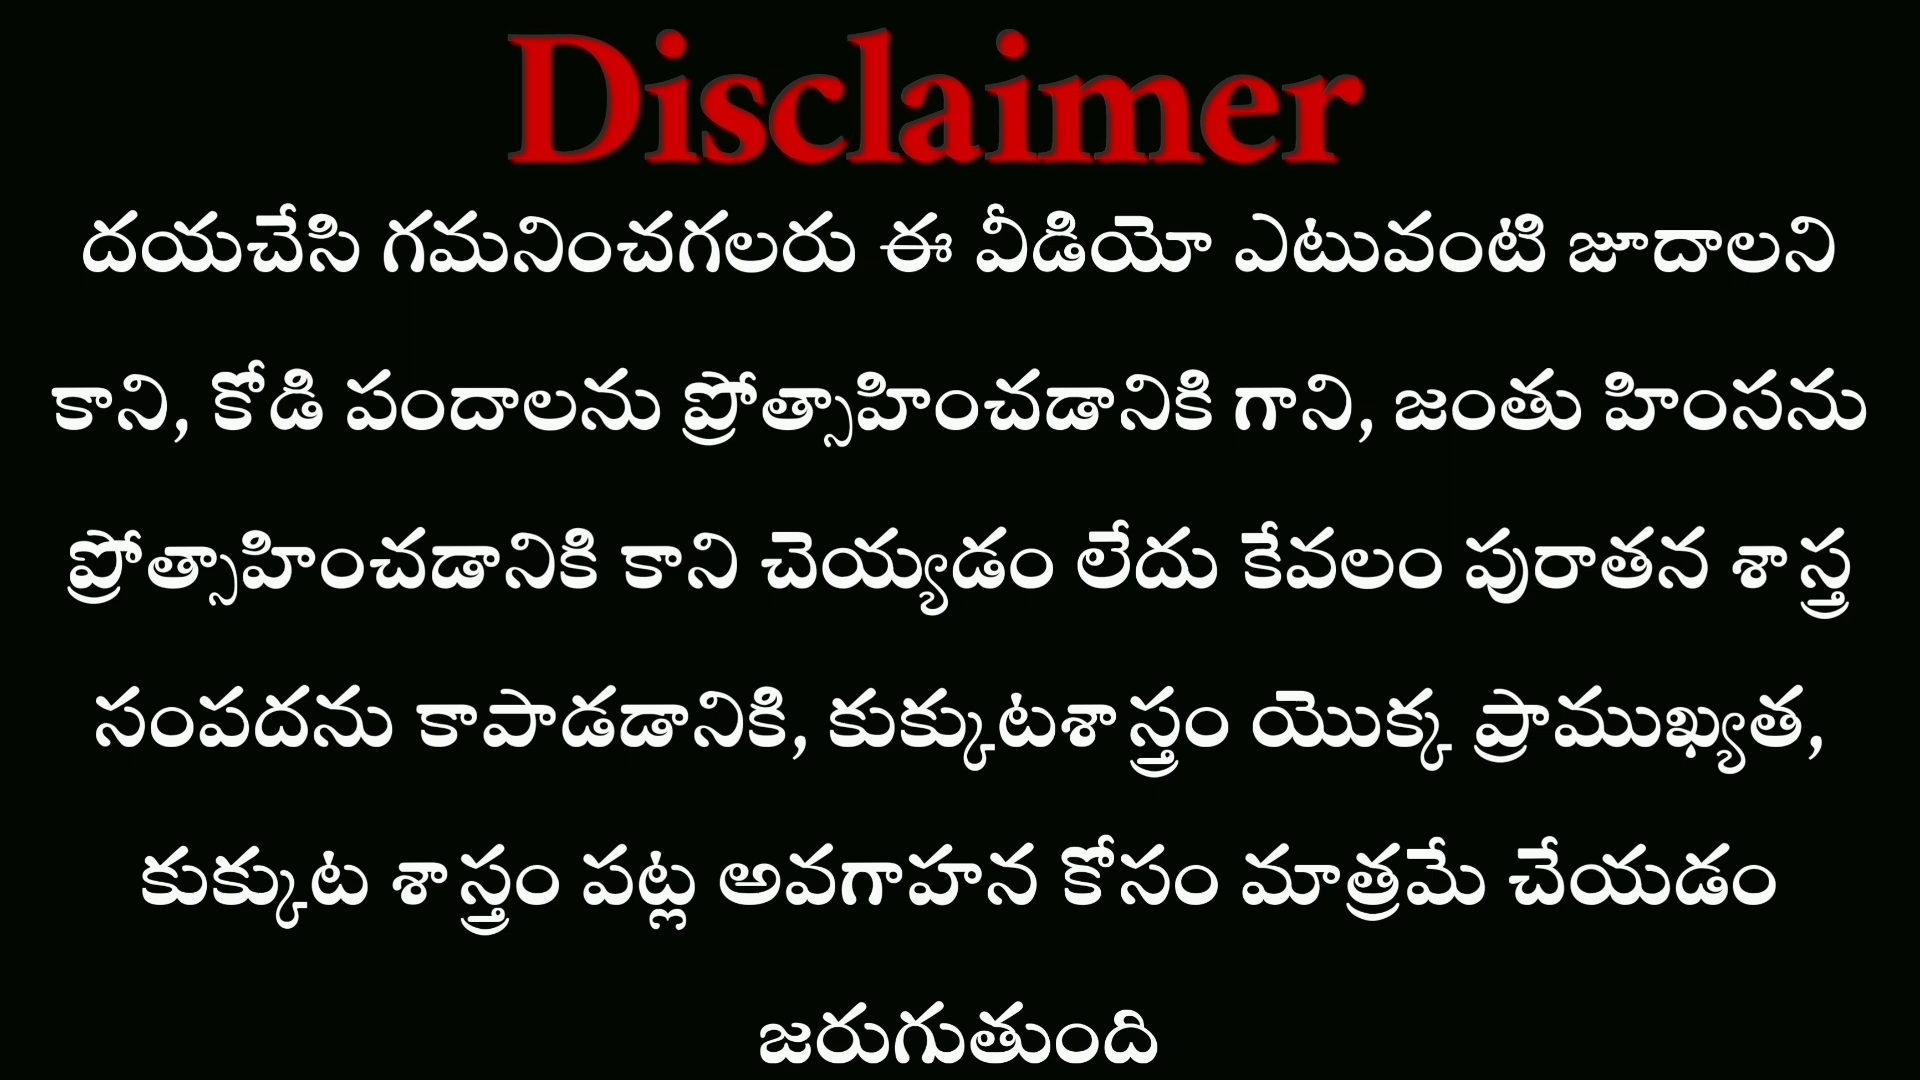 Disclaimer
దయచేసి గమనించగలరు ఈ వీడియో ఎటువంటి జూదాలని
కాని, కోడి పందాలను ప్రోత్సాహించడానికి గాని, జంతు హింసను
ప్రోత్సాహించడానికి కాని చెయ్యడం లేదు కేవలం పురాతన శాస్త్ర
సంపదను కాపాడడానికి, కుక్కుటశాస్త్రం యొక్క ప్రాముఖ్యత,
కుక్కుట శాస్త్రం పట్ల అవగాహన కోసం మాత్రమే చేయడం
జరుగుతుంది